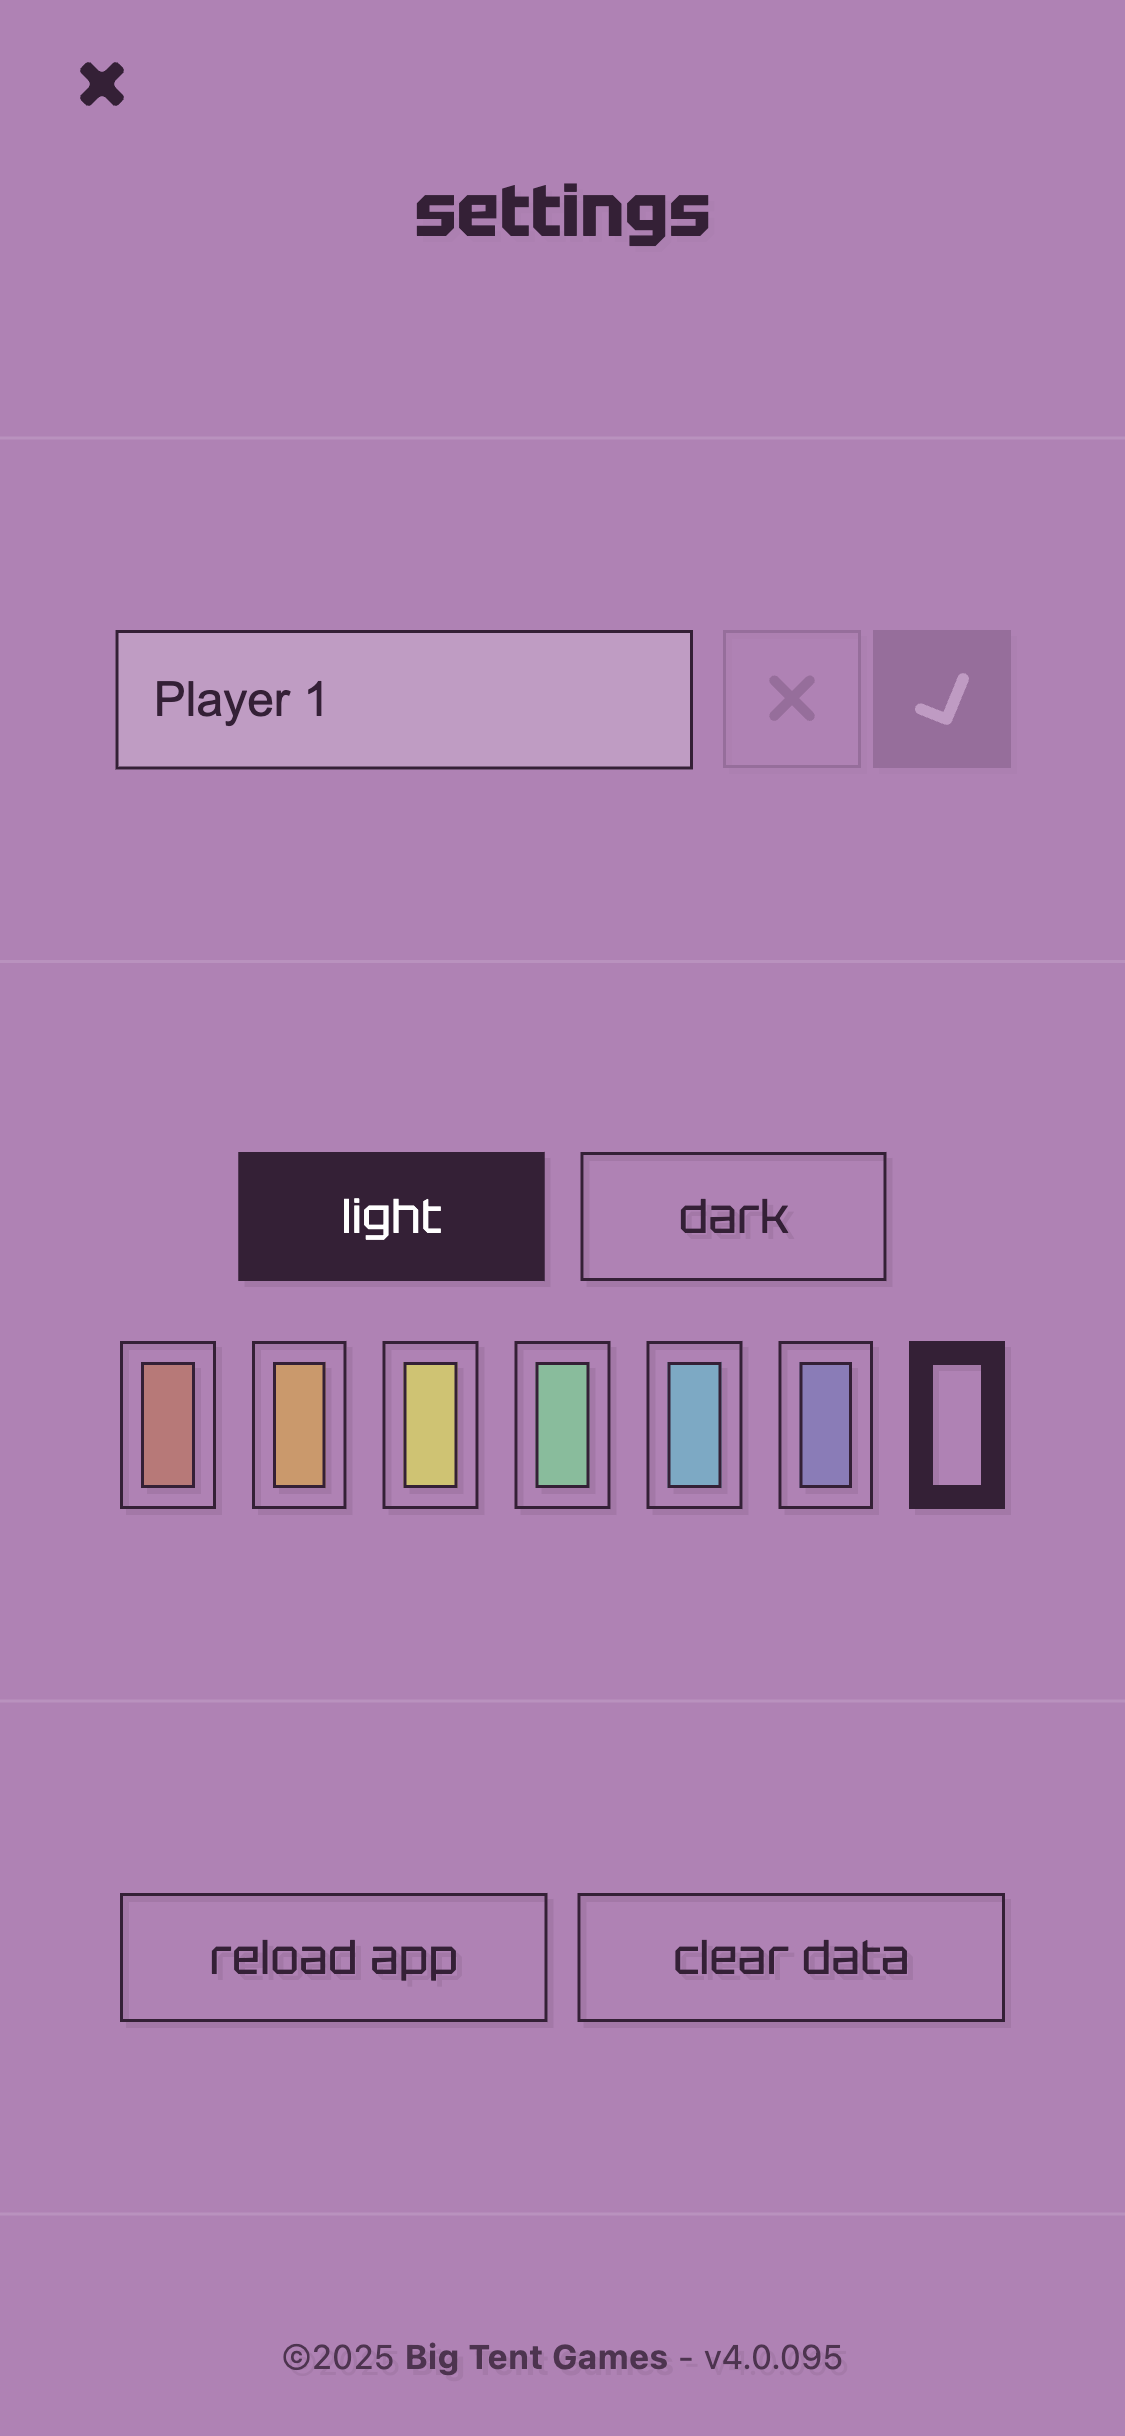 settings
Player 1
light
dark
reload app
clear data
©2025 Big Tent Games - v4.0.095